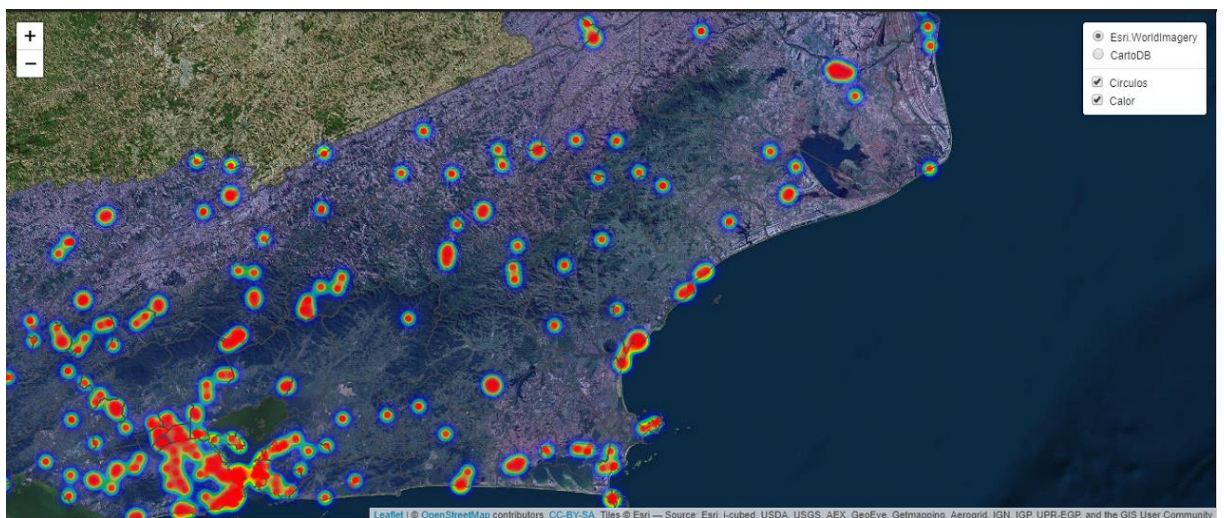 +
−
Esri.WorldImagery
CartoDB
Circulos
Calor
Leaflet | © OpenStreetMap contributors, CC-BY-SA, Tiles © Esri — Source: Esri, i-cubed, USDA, USGS, AEX, GeoEye, Getmapping, Aerogrid, IGN, IGP, UPR-EGP, and the GIS User Community